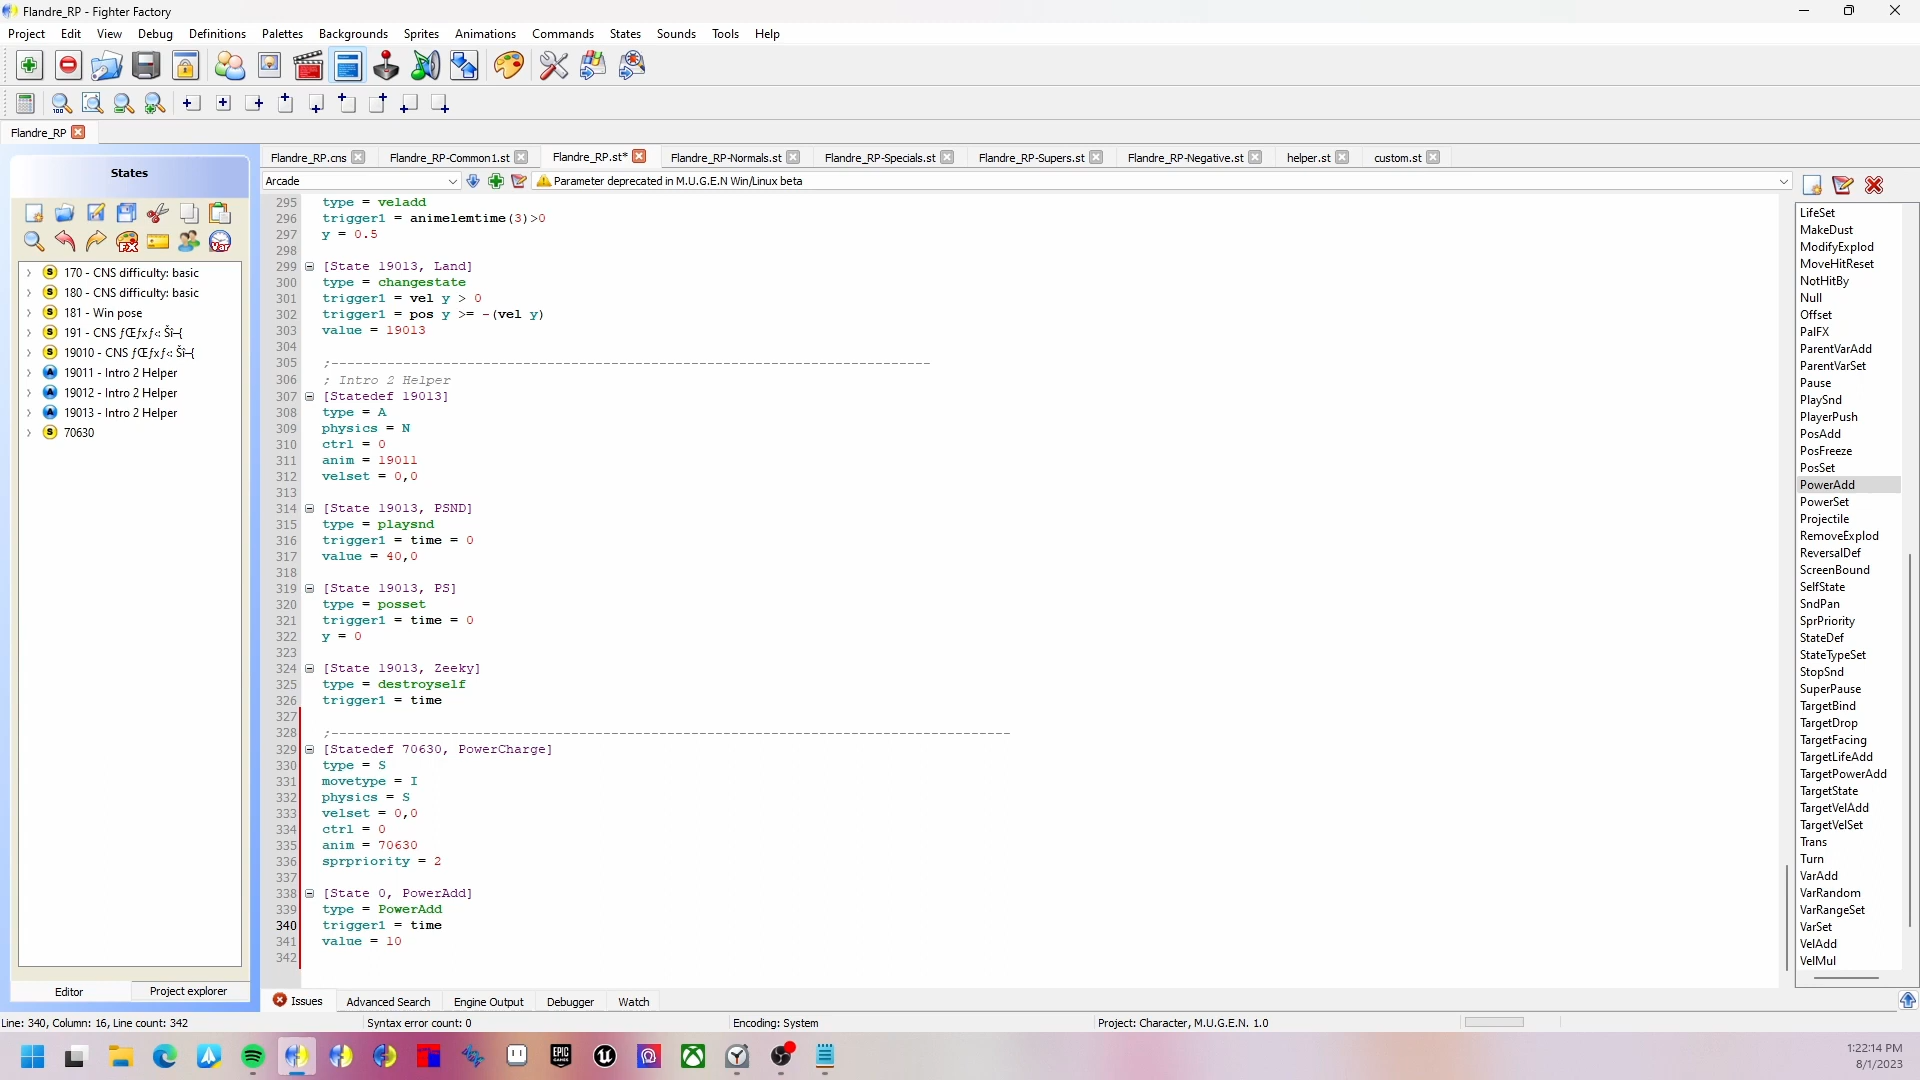 Flandre_RP - Fighter Factory
Project Edit View Debug Definitions Palettes Backgrounds Sprites Animations Commands States Sounds Tools Help
Flandre_RP
States
170 - CNS difficulty: basic
180 - CNS difficulty: basic
181 - Win pose
191 - CNS ƒŒƒxƒ‹: Šî–{
19010 - CNS ƒŒƒxƒ‹: Šî–{
19011 - Intro 2 Helper
19012 - Intro 2 Helper
19013 - Intro 2 Helper
70630
Editor Project explorer
Flandre_RP.cns Flandre_RP-Common1.st Flandre_RP.st* Flandre_RP-Normals.st Flandre_RP-Specials.st Flandre_RP-Supers.st Flandre_RP-Negative.st helper.st custom.st
Arcade Parameter deprecated in M.U.G.E.N Win/Linux beta
295 type = veladd
296 trigger1 = animelemtime(3)>0
297 y = 0.5
298
299 [State 19013, Land]
300 type = changestate
301 trigger1 = vel y > 0
302 trigger1 = pos y >= -(vel y)
303 value = 19013
304
305 ;---------------------------------------------------------------------------
306 ; Intro 2 Helper
307 [Statedef 19013]
308 type = A
309 physics = N
310 ctrl = 0
311 anim = 19011
312 velset = 0,0
313
314 [State 19013, PSND]
315 type = playsnd
316 trigger1 = time = 0
317 value = 40,0
318
319 [State 19013, PS]
320 type = posset
321 trigger1 = time = 0
322 y = 0
323
324 [State 19013, Zeeky]
325 type = destroyself
326 trigger1 = time
327
328 ;-------------------------------------------------------------------------------------
329 [Statedef 70630, PowerCharge]
330 type = S
331 movetype = I
332 physics = S
333 velset = 0,0
334 ctrl = 0
335 anim = 70630
336 sprpriority = 2
337
338 [State 0, PowerAdd]
339 type = PowerAdd
340 trigger1 = time
341 value = 10
342
LifeSet
MakeDust
ModifyExplod
MoveHitReset
NotHitBy
Null
Offset
PalFX
ParentVarAdd
ParentVarSet
Pause
PlaySnd
PlayerPush
PosAdd
PosFreeze
PosSet
PowerAdd
PowerSet
Projectile
RemoveExplod
ReversalDef
ScreenBound
SelfState
SndPan
SprPriority
StateDef
StateTypeSet
StopSnd
SuperPause
TargetBind
TargetDrop
TargetFacing
TargetLifeAdd
TargetPowerAdd
TargetState
TargetVelAdd
TargetVelSet
Trans
Turn
VarAdd
VarRandom
VarRangeSet
VarSet
VelAdd
VelMul
Issues Advanced Search Engine Output Debugger Watch
Line: 340, Column: 16, Line count: 342 Syntax error count: 0 Encoding: System Project: Character, M.U.G.E.N. 1.0
1:22:14 PM
8/1/2023